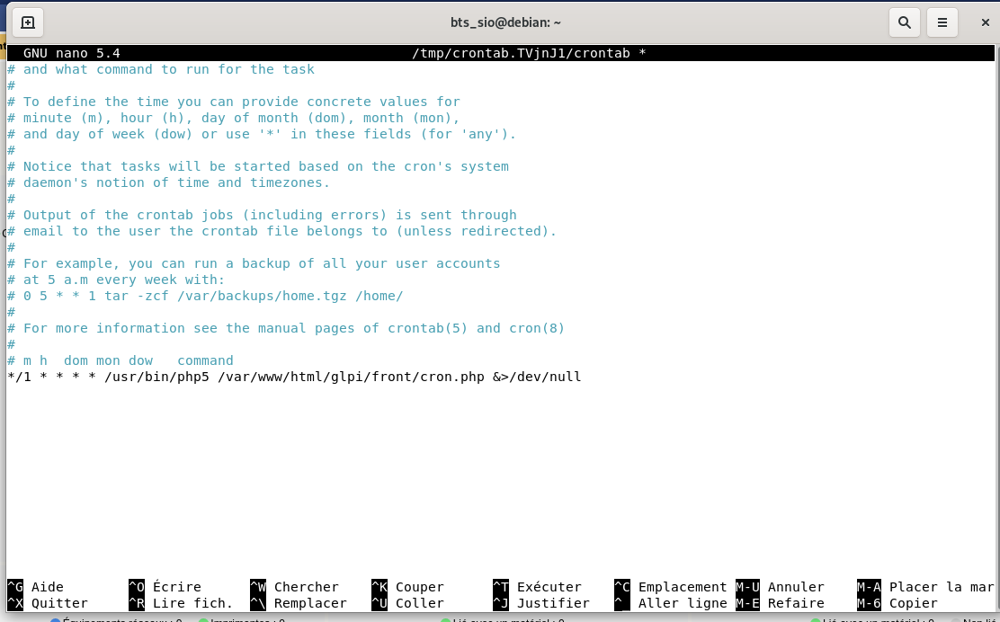 bts_sio@debian: ~
GNU nano 5.4 /tmp/crontab.TVjnJ1/crontab *
# and what command to run for the task
#
# To define the time you can provide concrete values for
# minute (m), hour (h), day of month (dom), month (mon),
# and day of week (dow) or use '*' in these fields (for 'any').
#
# Notice that tasks will be started based on the cron's system
# daemon's notion of time and timezones.
#
# Output of the crontab jobs (including errors) is sent through
# email to the user the crontab file belongs to (unless redirected).
#
# For example, you can run a backup of all your user accounts
# at 5 a.m every week with:
# 0 5 * * 1 tar -zcf /var/backups/home.tgz /home/
#
# For more information see the manual pages of crontab(5) and cron(8)
#
# m h  dom mon dow   command
*/1 * * * * /usr/bin/php5 /var/www/html/glpi/front/cron.php &>/dev/null
^G Aide ^O Écrire ^W Chercher ^K Couper ^T Exécuter ^C Emplacement M-U Annuler M-A Placer la mar
^X Quitter ^R Lire fich. ^\ Remplacer ^U Coller ^J Justifier ^_ Aller ligne M-E Refaire M-6 Copier